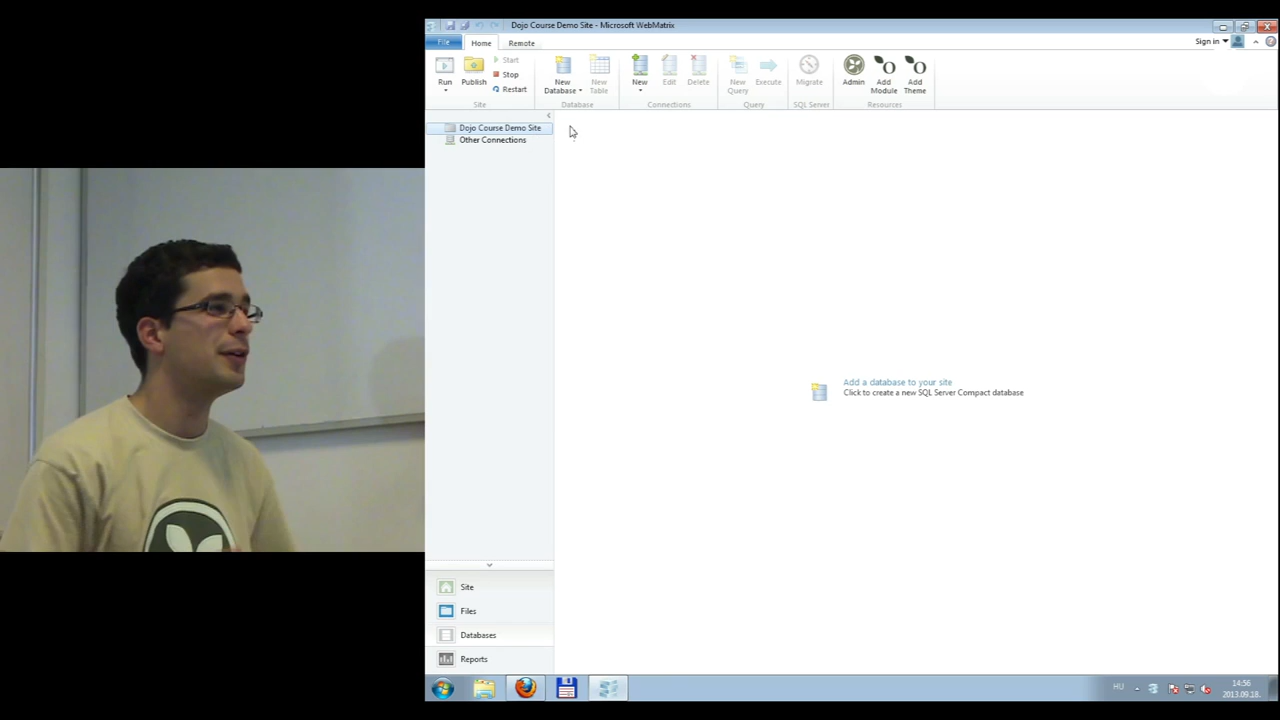 Dojo Course Demo Site - Microsoft WebMatrix
File Home Remote
Sign in
Run Publish Start Stop Restart
New Database New Table
New Edit Delete
New Query Execute
Migrate
Admin Add Module Add Theme
Site Database Connections Query SQL Server Resources
Dojo Course Demo Site
Other Connections
Add a database to your site
Click to create a new SQL Server Compact database
Site
Files
Databases
Reports
HU
14:56
2013.09.18.